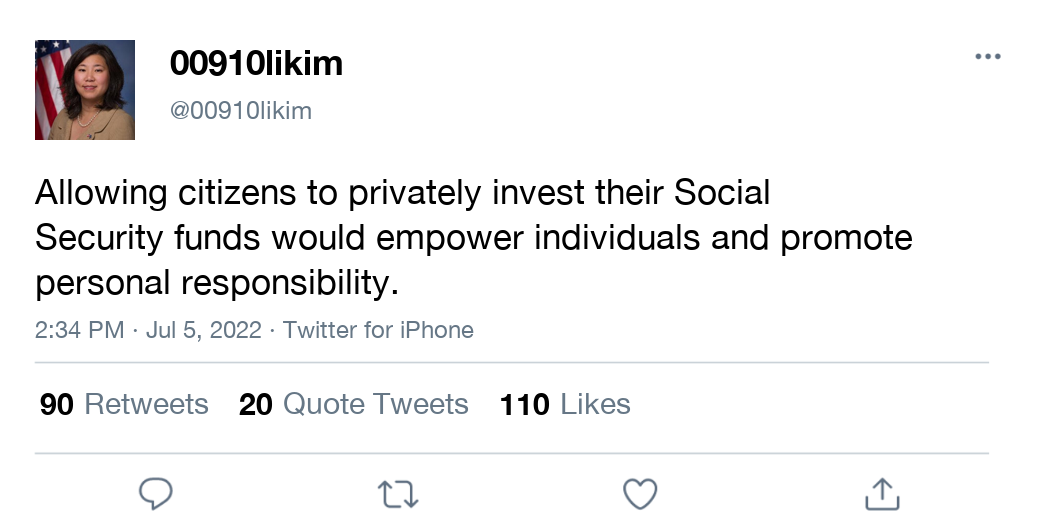 00910likim
@00910likim
Allowing citizens to privately invest their Social
Security funds would empower individuals and promote
personal responsibility.
2:34 PM · Jul 5, 2022 · Twitter for iPhone
90 Retweets 20 Quote Tweets 110 Likes